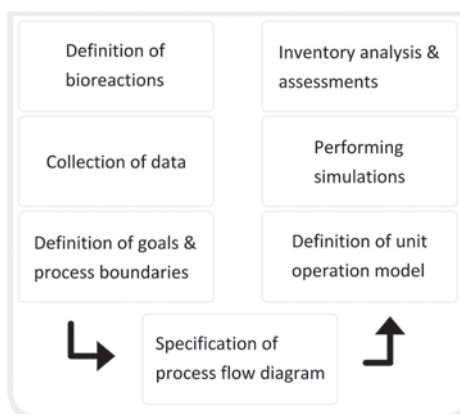 Definition of
bioreactions
Collection of data
Definition of goals &
process boundaries
Specification of
process flow diagram
Definition of unit
operation model
Performing
simulations
Inventory analysis &
assessments